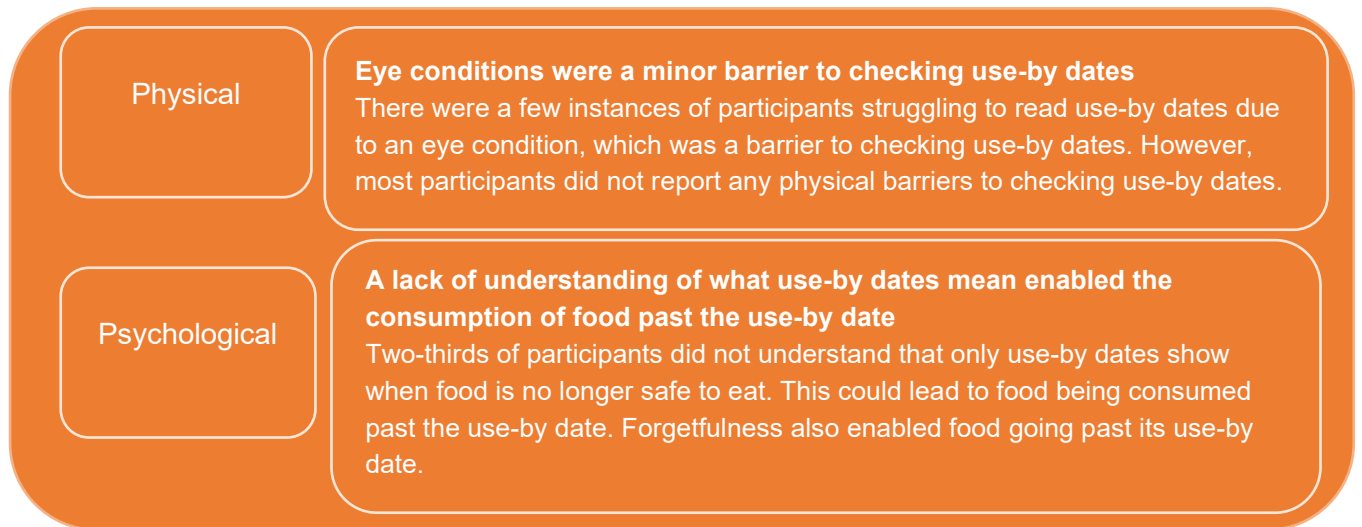 Physical
Eye conditions were a minor barrier to checking use-by dates
There were a few instances of participants struggling to read use-by dates due
to an eye condition, which was a barrier to checking use-by dates. However,
most participants did not report any physical barriers to checking use-by dates.
Psychological
A lack of understanding of what use-by dates mean enabled the
consumption of food past the use-by date
Two-thirds of participants did not understand that only use-by dates show
when food is no longer safe to eat. This could lead to food being consumed
past the use-by date. Forgetfulness also enabled food going past its use-by
date.